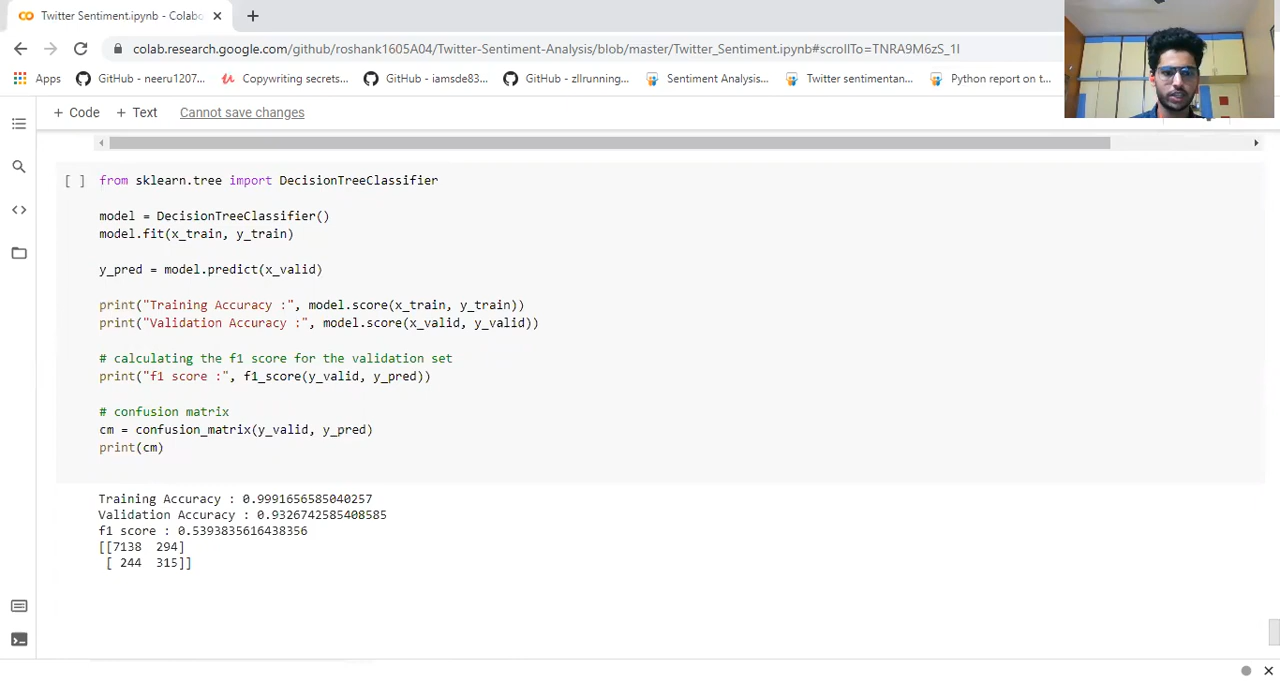 Twitter Sentiment.ipynb - Colabo
colab.research.google.com/github/roshank1605A04/Twitter-Sentiment-Analysis/blob/master/Twitter_Sentiment.ipynb#scrollTo=TNRA9M6zS_1l
Apps GitHub - neeru1207... Copywriting secrets... GitHub - iamsde83... GitHub - zllrunning... Sentiment Analysis... Twitter sentimentan... Python report on t...
+ Code + Text Cannot save changes
[ ] from sklearn.tree import DecisionTreeClassifier
model = DecisionTreeClassifier()
model.fit(x_train, y_train)
y_pred = model.predict(x_valid)
print("Training Accuracy :", model.score(x_train, y_train))
print("Validation Accuracy :", model.score(x_valid, y_valid))
# calculating the f1 score for the validation set
print("f1 score :", f1_score(y_valid, y_pred))
# confusion matrix
cm = confusion_matrix(y_valid, y_pred)
print(cm)
Training Accuracy : 0.9991656585040257
Validation Accuracy : 0.9326742585408585
f1 score : 0.5393835616438356
[[7138 294]
[ 244 315]]